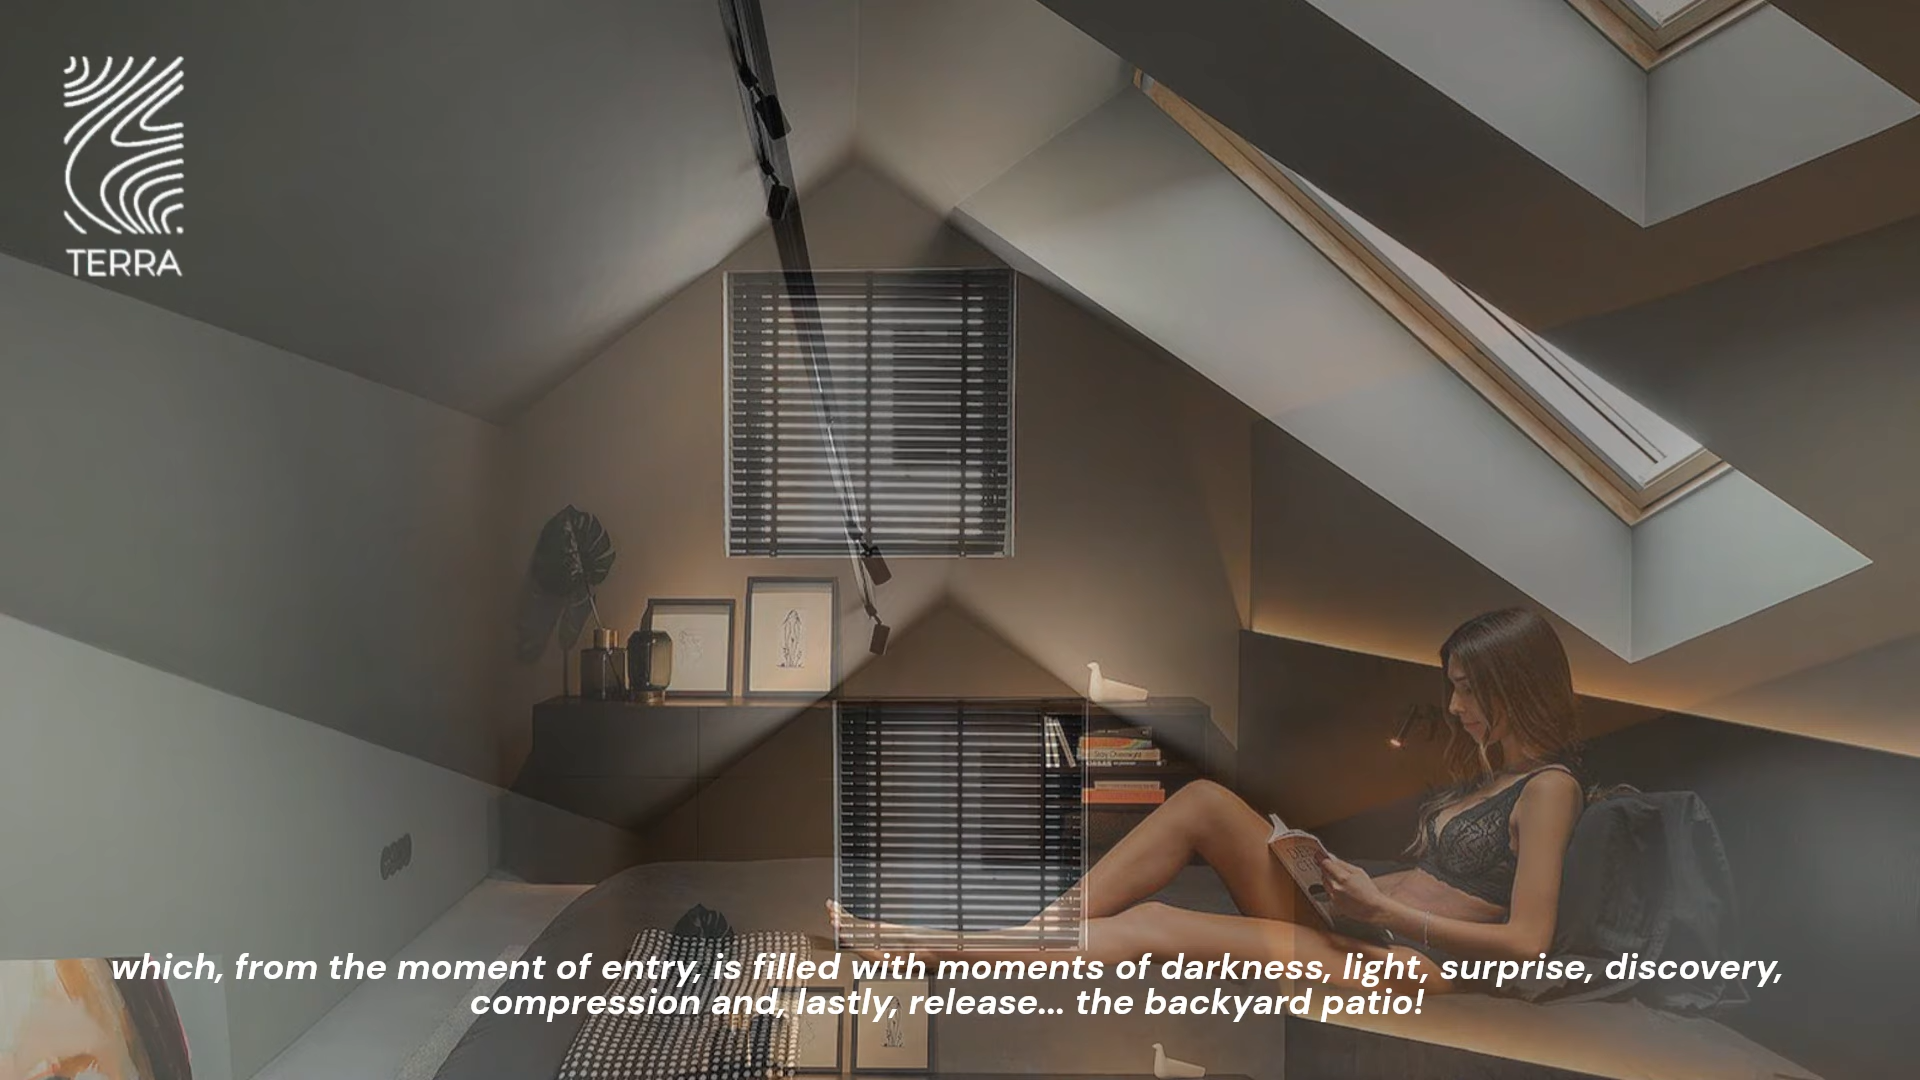 TERRA
which, from the moment of entry, is filled with moments of darkness, light, surprise, discovery,
compression and, lastly, release... the backyard patio!